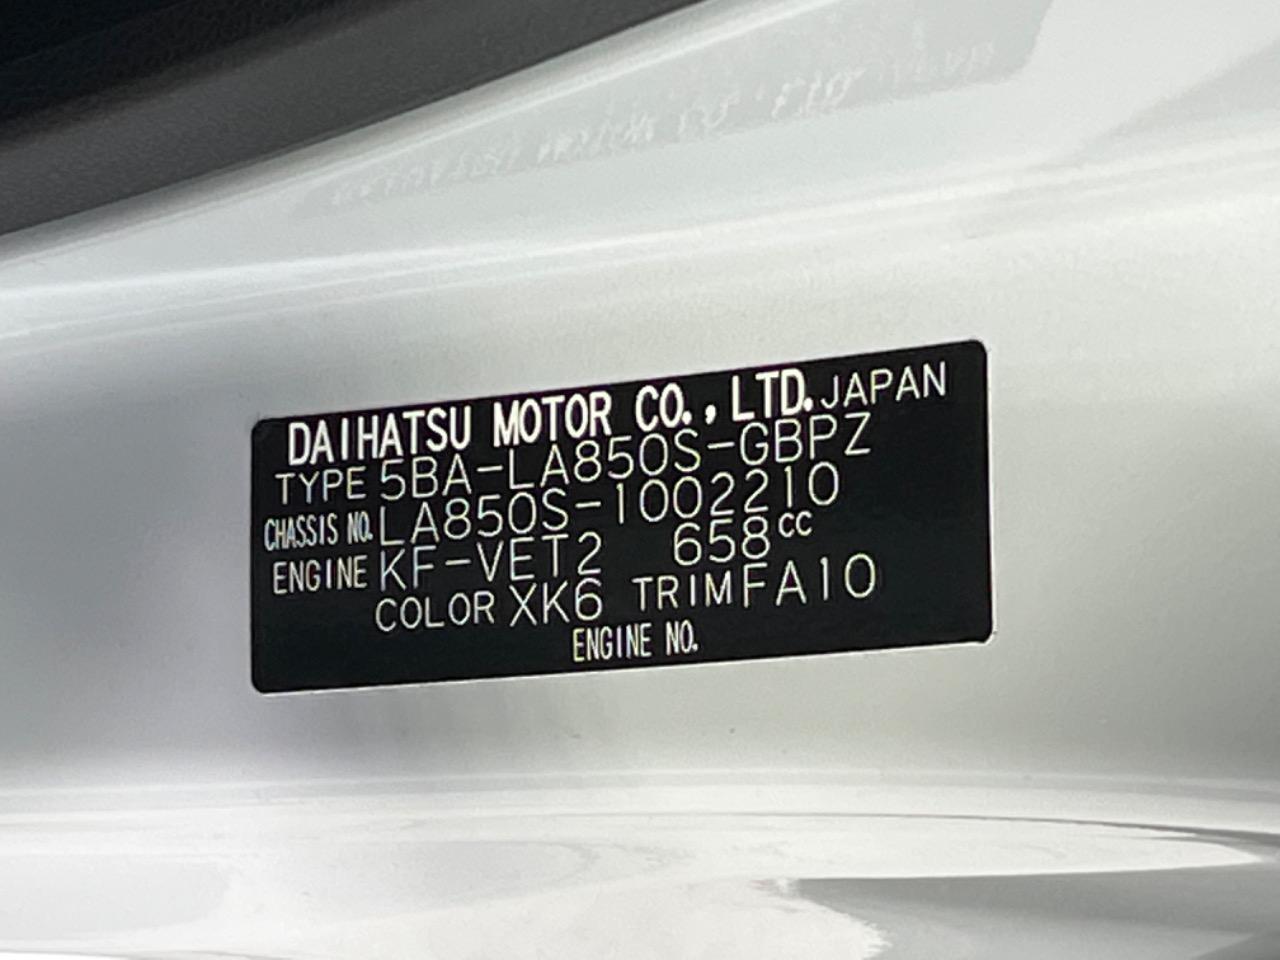 DAIHATSU MOTOR CO., LTD. JAPAN
TYPE 5BA-LA850S-GBPZ
CHASSIS NO. LA850S-1002210
ENGINE KF-VET2 658cc
COLOR XK6 TRIM FA10
ENGINE NO.